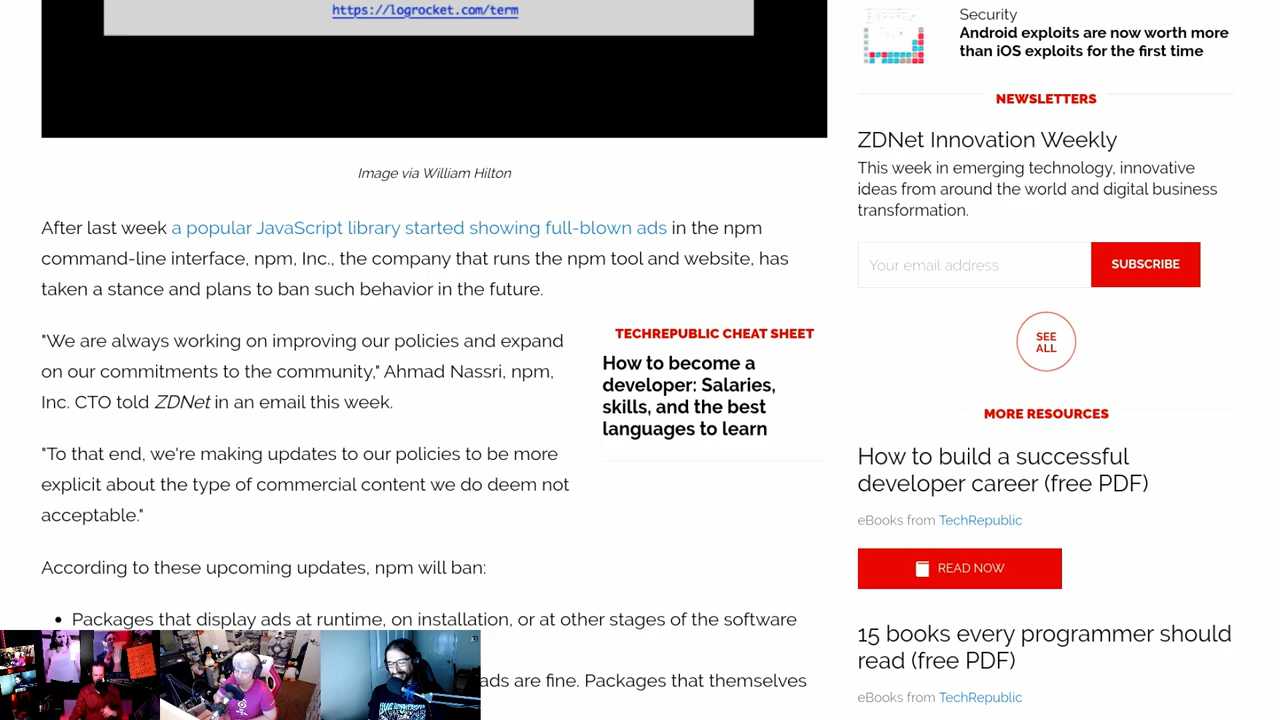 https://logrocket.com/term
Image via William Hilton
After last week a popular JavaScript library started showing full-blown ads in the npm
command-line interface, npm, Inc., the company that runs the npm tool and website, has
taken a stance and plans to ban such behavior in the future.
"We are always working on improving our policies and expand
on our commitments to the community," Ahmad Nassri, npm,
Inc. CTO told ZDNet in an email this week.
"To that end, we're making updates to our policies to be more
explicit about the type of commercial content we do deem not
acceptable."
TECHREPUBLIC CHEAT SHEET
How to become a
developer: Salaries,
skills, and the best
languages to learn
According to these upcoming updates, npm will ban:
• Packages that display ads at runtime, on installation, or at other stages of the software
ads are fine. Packages that themselves
Security
Android exploits are now worth more
than iOS exploits for the first time
NEWSLETTERS
ZDNet Innovation Weekly
This week in emerging technology, innovative
ideas from around the world and digital business
transformation.
Your email address
SUBSCRIBE
SEE
ALL
MORE RESOURCES
How to build a successful
developer career (free PDF)
eBooks from TechRepublic
READ NOW
15 books every programmer should
read (free PDF)
eBooks from TechRepublic